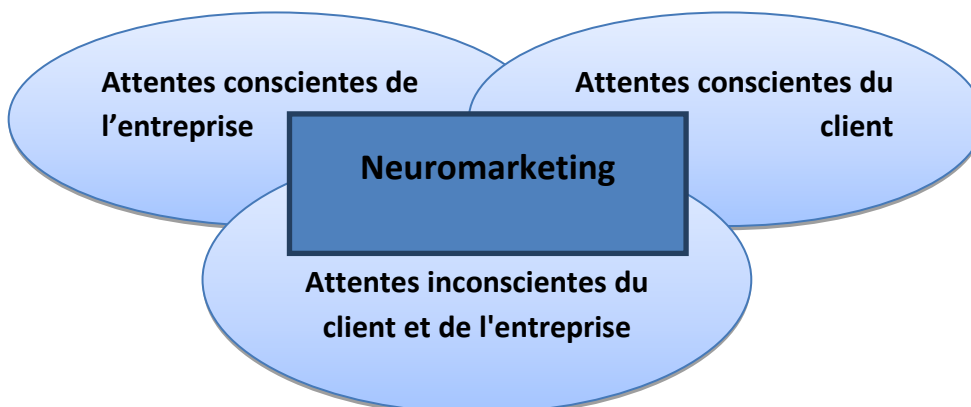 Attentes conscientes de
l’entreprise
Attentes conscientes du
client
Neuromarketing
Attentes inconscientes du
client et de l'entreprise